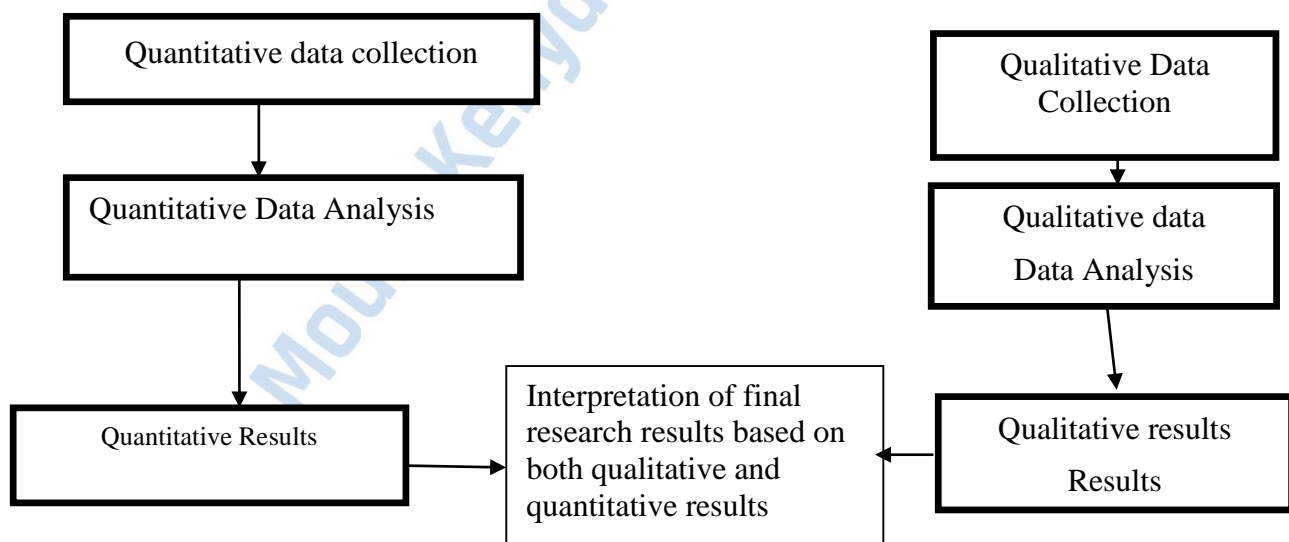 Quantitative data collection
Quantitative Data Analysis
Quantitative Results
Qualitative Data
Collection
Qualitative data
Data Analysis
Qualitative results
Results
Interpretation of final
research results based on
both qualitative and
quantitative results